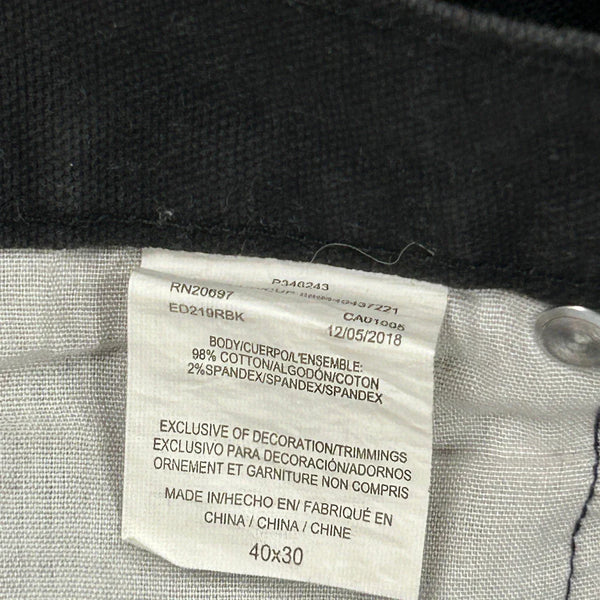 P346243
RN20697
CA01005
ED219RBK
12/05/2018
BODY/CUERPO/L'ENSEMBLE:
98% COTTON/ALGODÓN/COTON
2%SPANDEX/SPANDEX/SPANDEX
EXCLUSIVE OF DECORATION/TRIMMINGS
EXCLUSIVO PARA DECORACIÓN/ADORNOS
ORNEMENT ET GARNITURE NON COMPRIS
MADE IN/HECHO EN/ FABRIQUÉ EN
CHINA / CHINA / CHINE
40x30